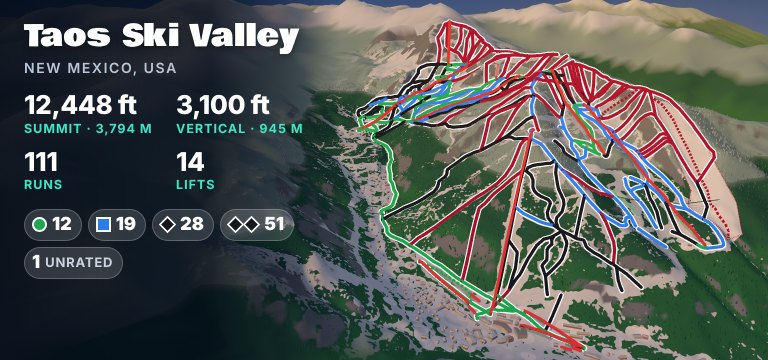 Taos Ski Valley
NEW MEXICO, USA
12,448 ft 3,100 ft
SUMMIT · 3,794 M VERTICAL · 945 M
111 14
RUNS LIFTS
12 19 28 51
1 UNRATED